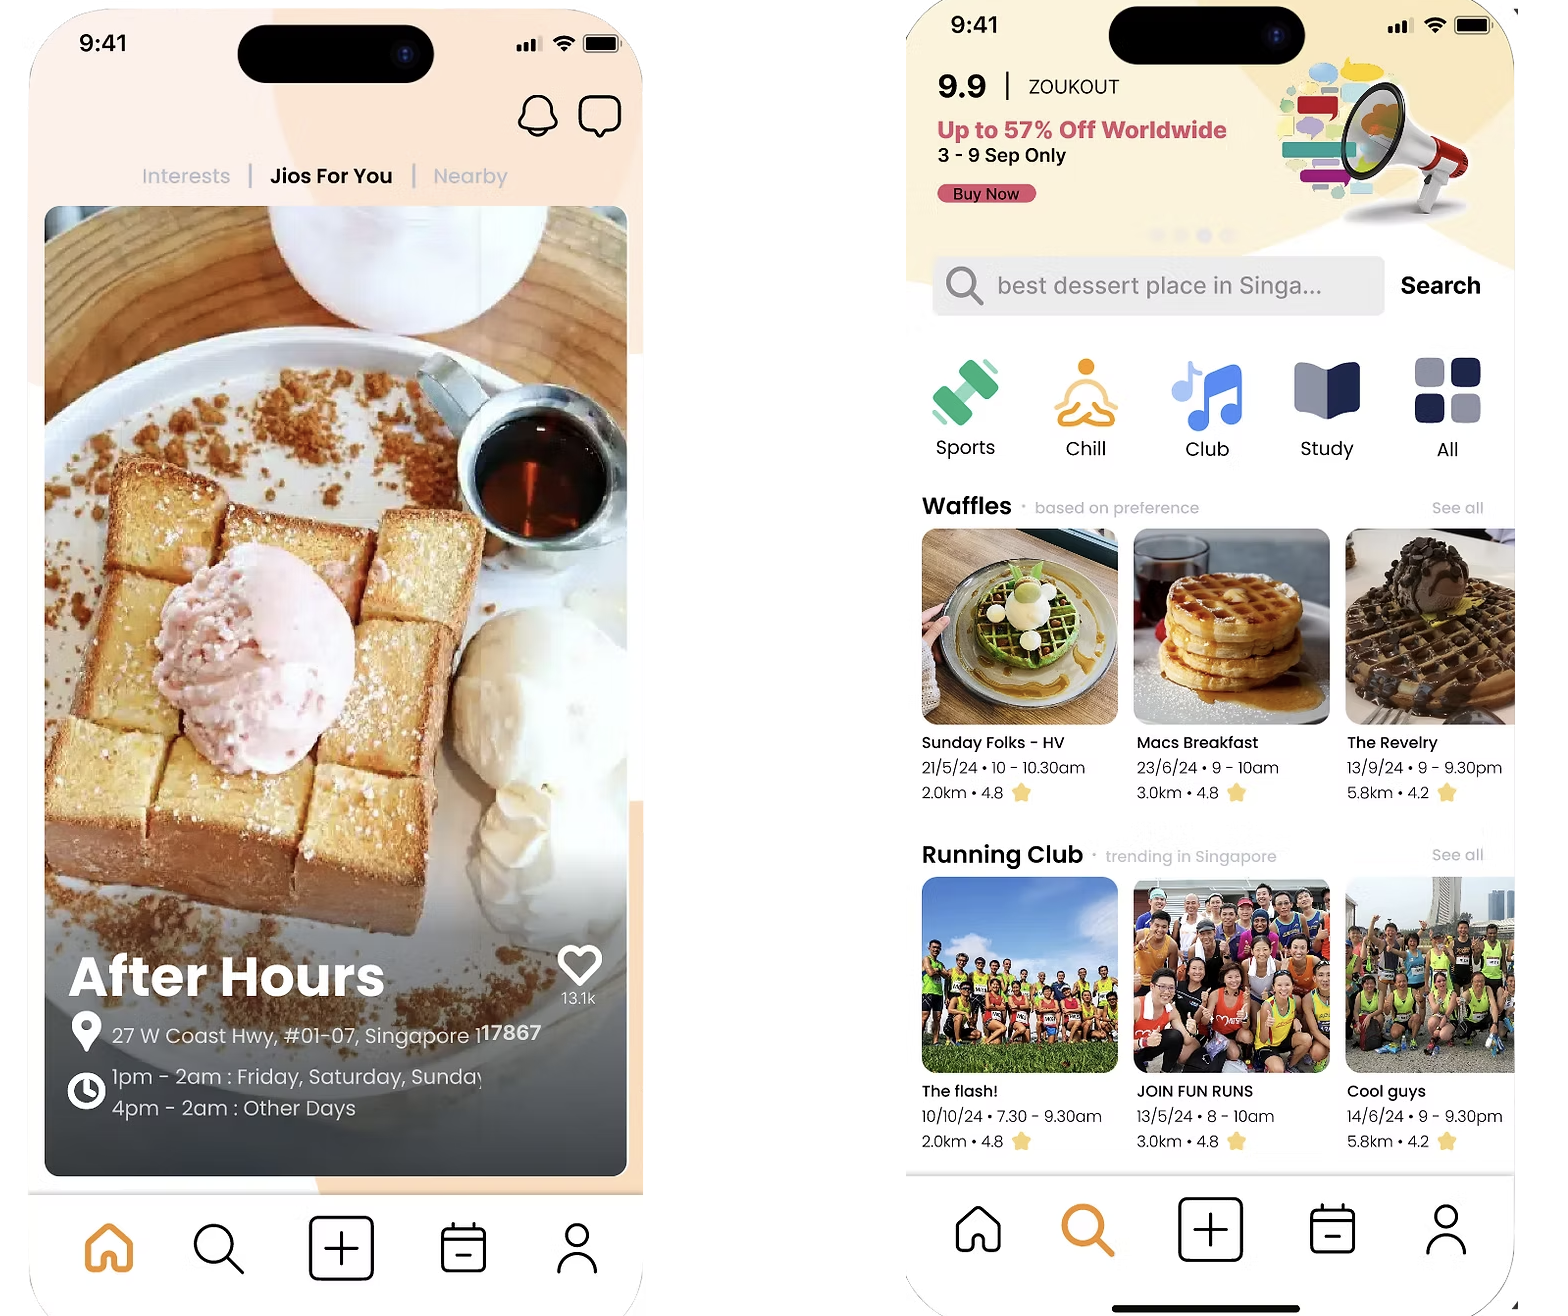 9:41
Interests | Jios For You | Nearby
After Hours
13.1k
27 W Coast Hwy, #01-07, Singapore 117867
1pm - 2am : Friday, Saturday, Sunday
4pm - 2am : Other Days
9:41
9.9 | ZOUKOUT
Up to 57% Off Worldwide
3 - 9 Sep Only
Buy Now
best dessert place in Singa... Search
Sports Chill Club Study All
Waffles · based on preference See all
Sunday Folks - HV Macs Breakfast The Revelry
21/5/24 • 10 - 10.30am 23/6/24 • 9 - 10am 13/9/24 • 9 - 9.30pm
2.0km • 4.8 3.0km • 4.8 5.8km • 4.2
Running Club · trending in Singapore See all
The flash! JOIN FUN RUNS Cool guys
10/10/24 • 7.30 - 9.30am 13/5/24 • 8 - 10am 14/6/24 • 9 - 9.30pm
2.0km • 4.8 3.0km • 4.8 5.8km • 4.2